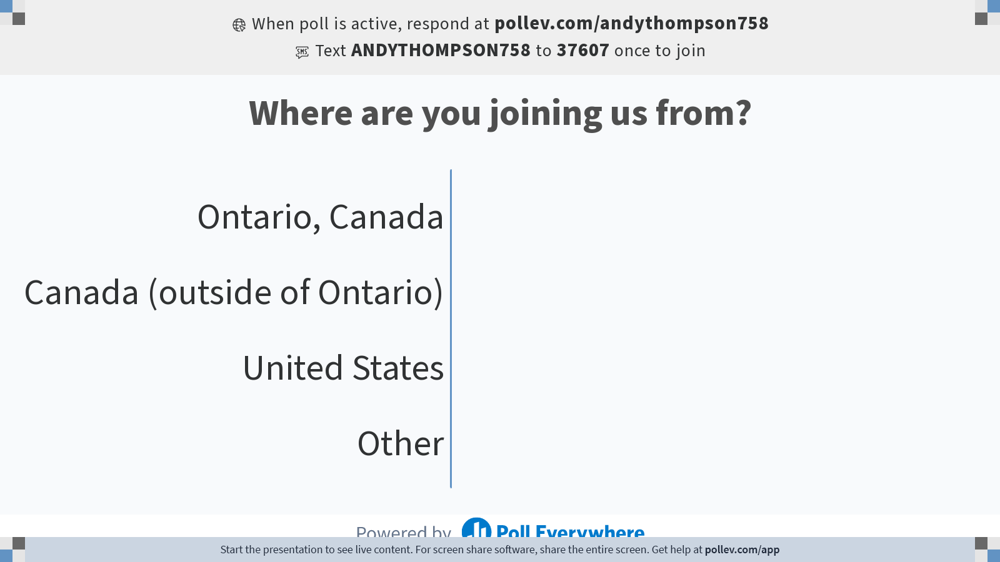 When poll is active, respond at pollev.com/andythompson758
SMS Text ANDYTHOMPSON758 to 37607 once to join
Where are you joining us from?
Ontario, Canada
Canada (outside of Ontario)
United States
Other
Powered by Poll Everywhere
Start the presentation to see live content. For screen share software, share the entire screen. Get help at pollev.com/app